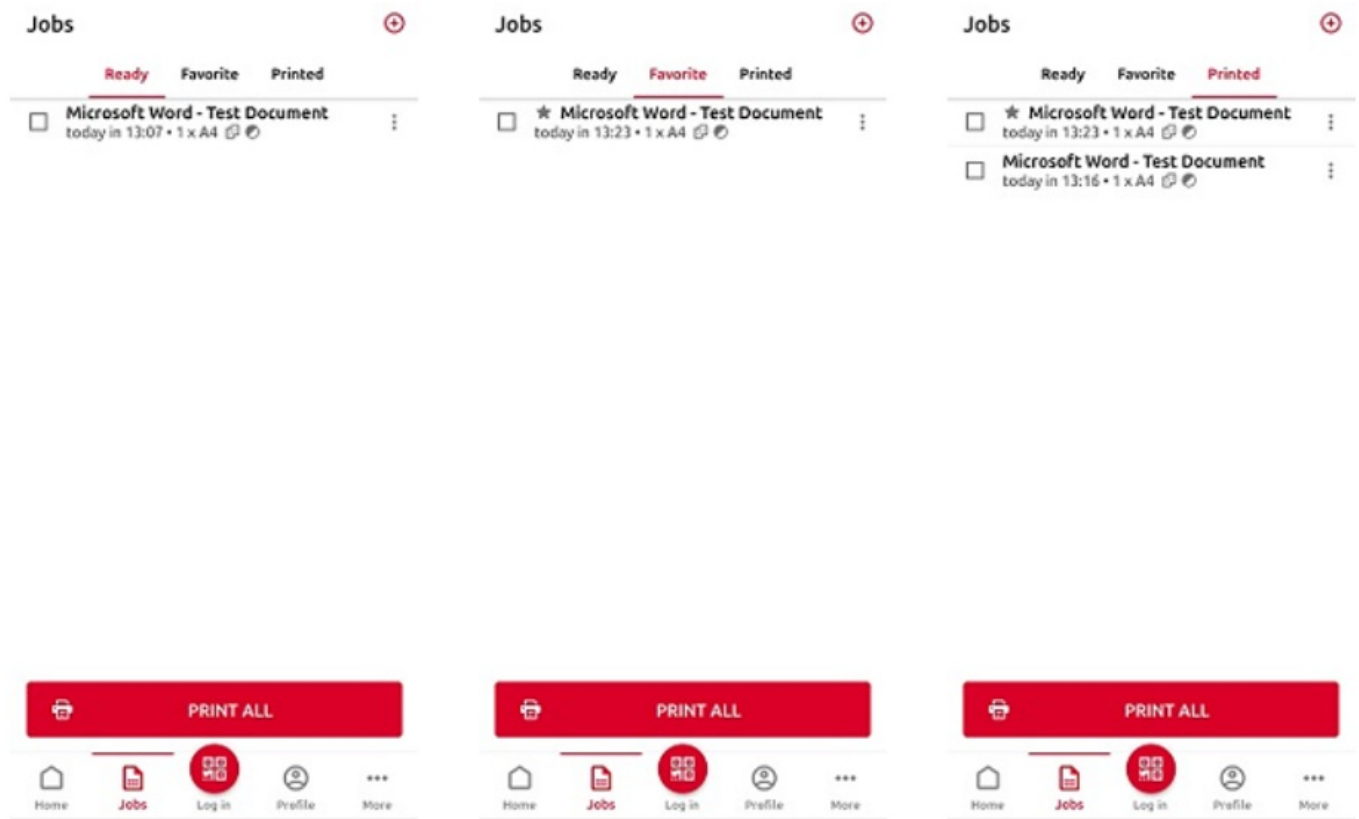 Jobs
Ready Favorite Printed
Microsoft Word - Test Document
today in 13:07 • 1 x A4
PRINT ALL
Home Jobs Log in Profile More
Jobs
Ready Favorite Printed
★ Microsoft Word - Test Document
today in 13:23 • 1 x A4
PRINT ALL
Home Jobs Log in Profile More
Jobs
Ready Favorite Printed
★ Microsoft Word - Test Document
today in 13:23 • 1 x A4
Microsoft Word - Test Document
today in 13:16 • 1 x A4
PRINT ALL
Home Jobs Log in Profile More